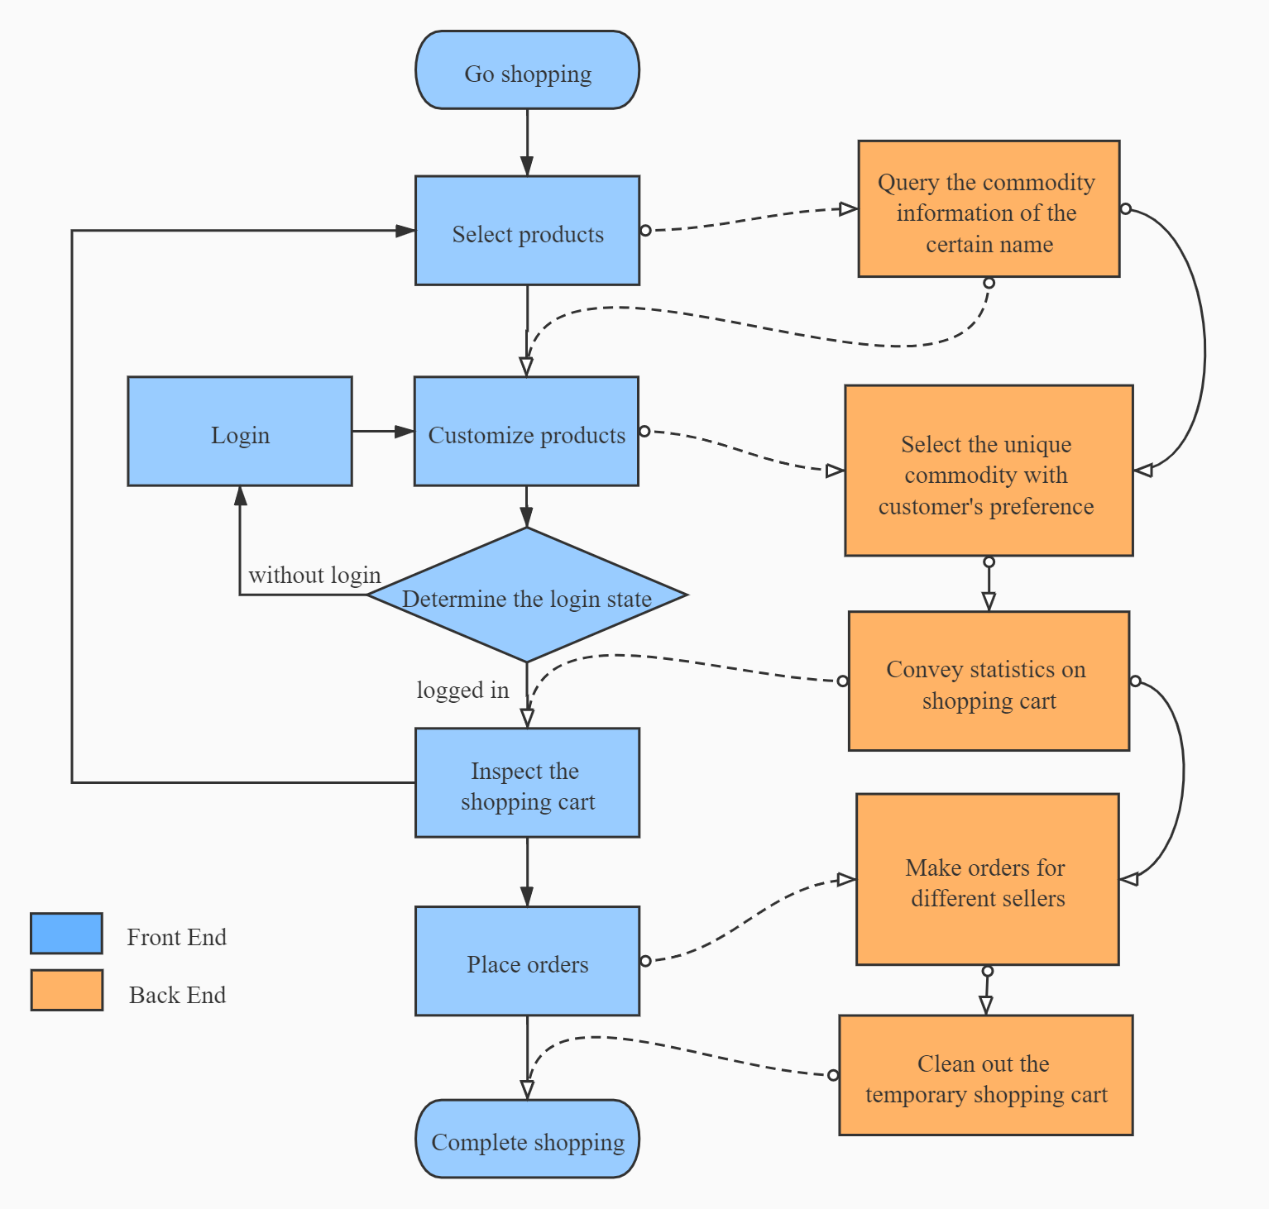 Go shopping
Query the commodity
information of the
certain name
Select products
Login
Customize products
Select the unique
commodity with
customer's preference
without login
Determine the login state
logged in
Convey statistics on
shopping cart
Inspect the
shopping cart
Make orders for
different sellers
Front End
Place orders
Back End
Clean out the
temporary shopping cart
Complete shopping